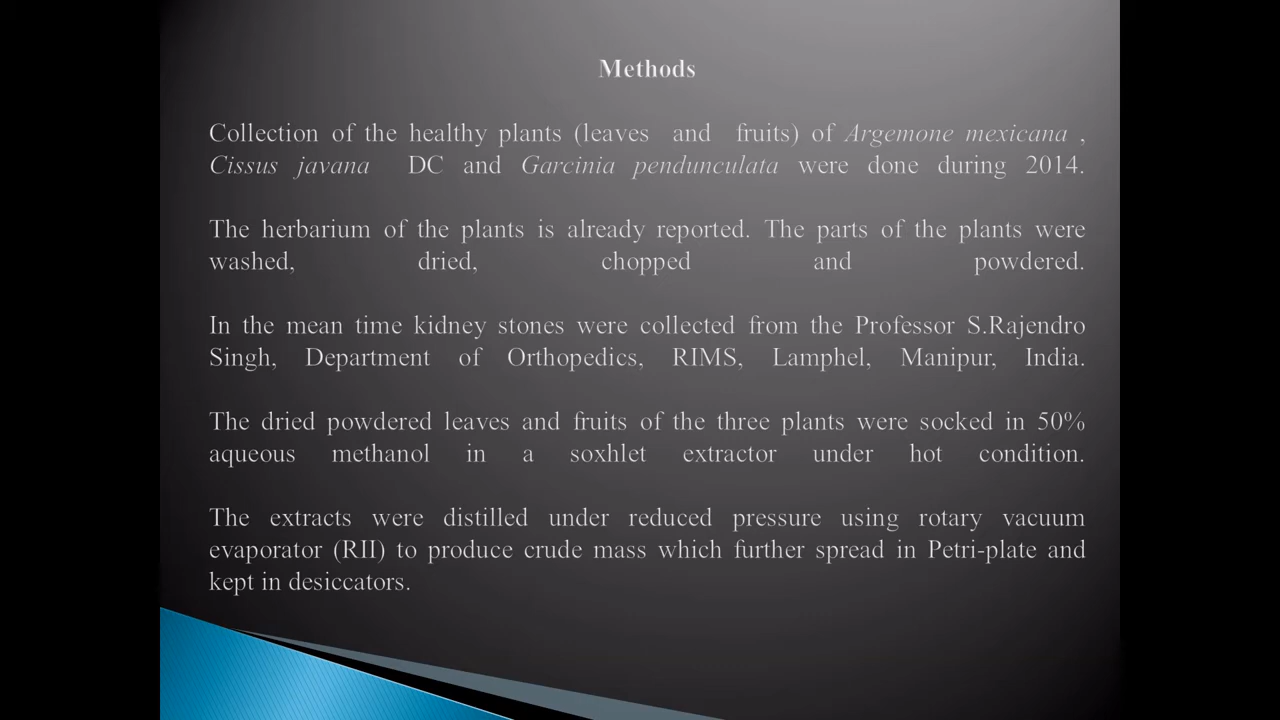 Methods
Collection of the healthy plants (leaves and fruits) of Argemone mexicana ,
Cissus javana DC and Garcinia pendunculata were done during 2014.
The herbarium of the plants is already reported. The parts of the plants were
washed, dried, chopped and powdered.
In the mean time kidney stones were collected from the Professor S.Rajendro
Singh, Department of Orthopedics, RIMS, Lamphel, Manipur, India.
The dried powdered leaves and fruits of the three plants were socked in 50%
aqueous methanol in a soxhlet extractor under hot condition.
The extracts were distilled under reduced pressure using rotary vacuum
evaporator (RII) to produce crude mass which further spread in Petri-plate and
kept in desiccators.